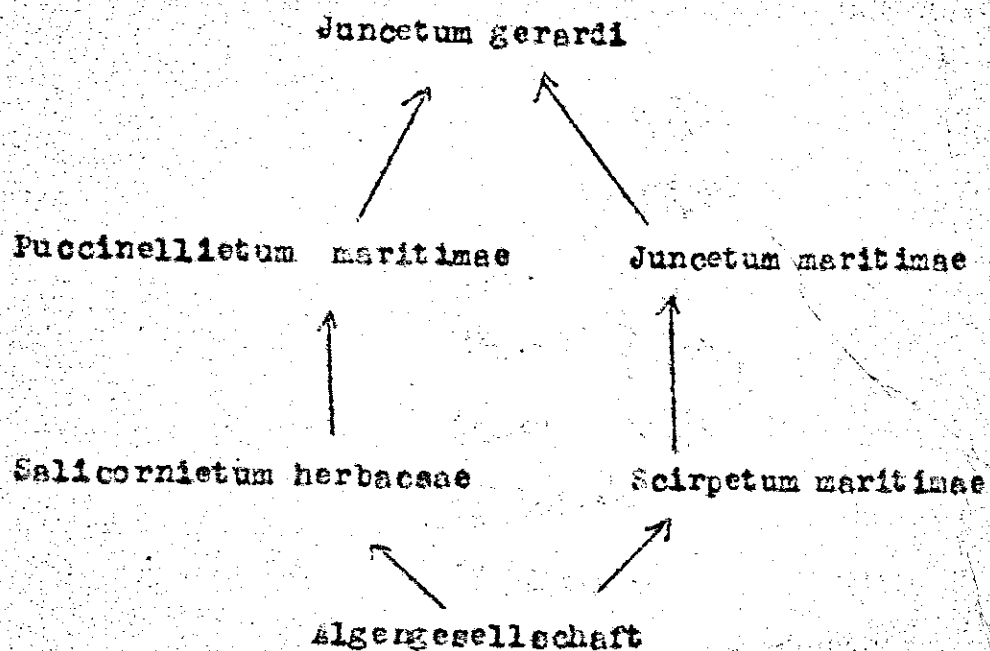 Juncetum gerardi
Puccinellietum maritimae Juncetum maritimae
Salicornietum herbaceae Scirpetum maritimae
Algengesellschaft